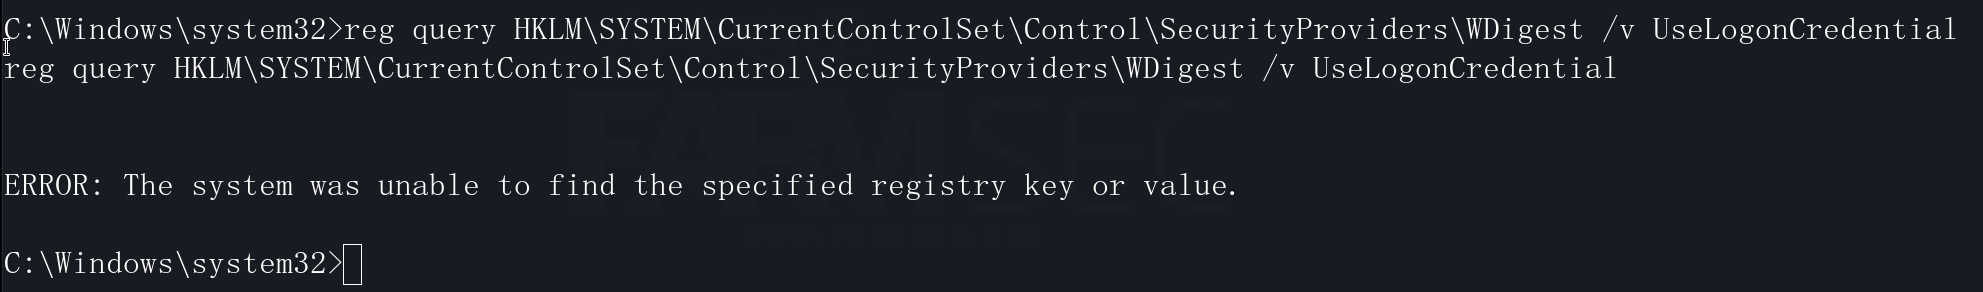 C:\Windows\system32>reg query HKLM\SYSTEM\CurrentControlSet\Control\SecurityProviders\WDigest /v UseLogonCredential
reg query HKLM\SYSTEM\CurrentControlSet\Control\SecurityProviders\WDigest /v UseLogonCredential
FARMSEC
ERROR: The system was unable to find the specified registry key or value.
C:\Windows\system32>